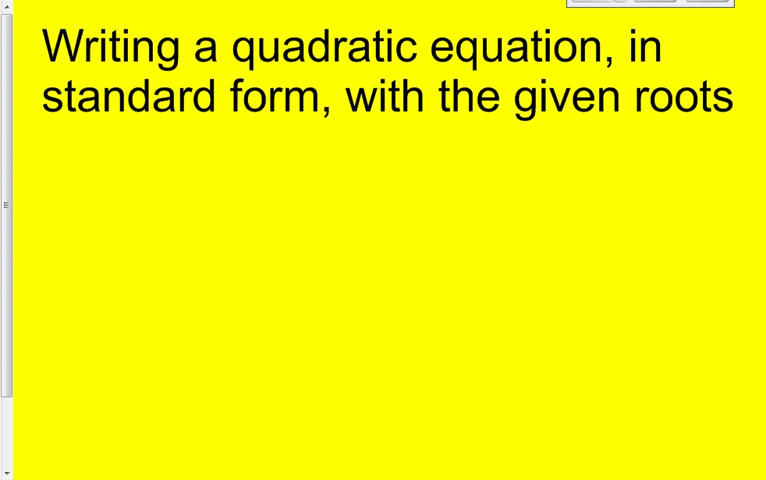 Writing a quadratic equation, in
standard form, with the given roots